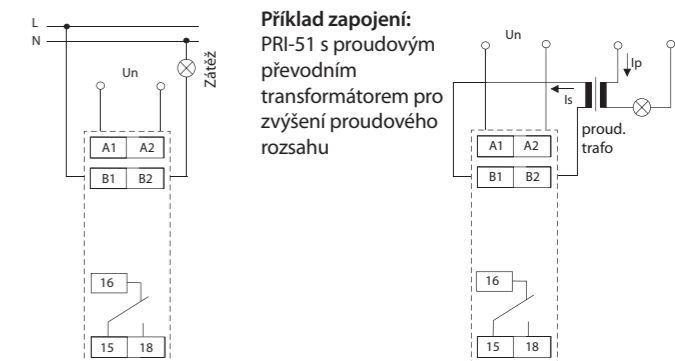 L
N
Un
Zátěž
A1 A2
B1 B2
16
15 18
Příklad zapojení:
PRI-51 s proudovým
převodním
transformátorem pro
zvýšení proudového
rozsahu
Un
Ip
Is
proud.
trafo
A1 A2
B1 B2
16
15 18